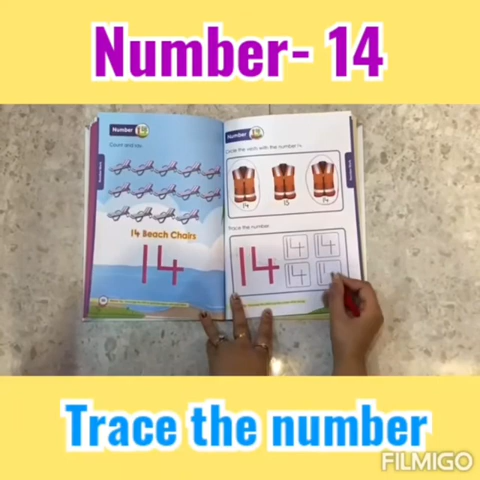 Number- 14
Number 14
Count and say.
14 Beach Chairs
14
Number 14
Circle the vests with the number 14.
14 15 14
Trace the number.
14 14 14
14
Trace the number
FILMIGO